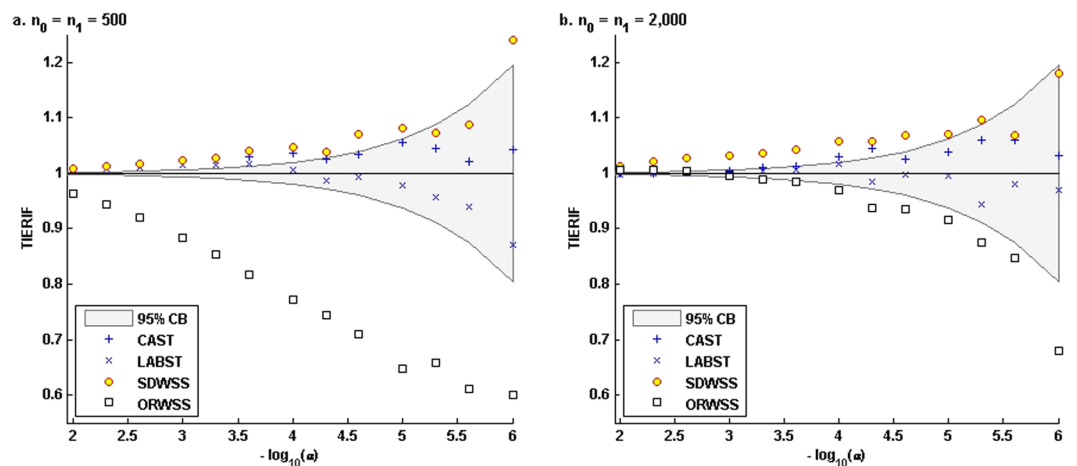 a. n0 = n1 = 500
1.2
1.1
1
0.9
0.8
0.7
0.6
TIERIF
95% CB
CAST
LABST
SDWSS
ORWSS
2 2.5 3 3.5 4 4.5 5 5.5 6
- log10(α)
b. n0 = n1 = 2,000
1.2
1.1
1
0.9
0.8
0.7
0.6
TIERIF
95% CB
CAST
LABST
SDWSS
ORWSS
2 2.5 3 3.5 4 4.5 5 5.5 6
- log10(α)